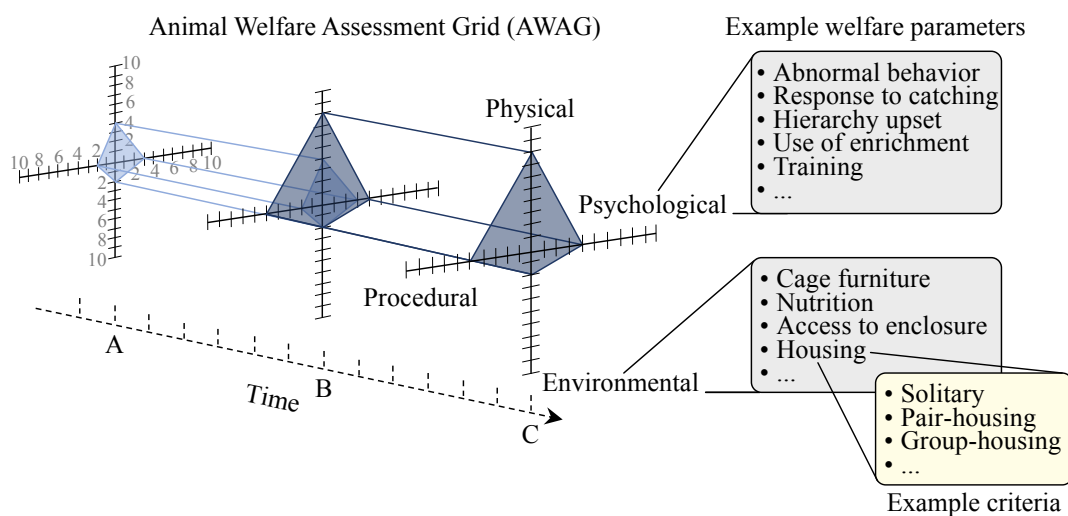 Animal Welfare Assessment Grid (AWAG)
Example welfare parameters
10
8
6
4
2
10 8 6 4 2
2 4 6 8 10
2
4
6
8
10
Physical
Psychological
Procedural
Environmental
• Abnormal behavior
• Response to catching
• Hierarchy upset
• Use of enrichment
• Training
• ...
• Cage furniture
• Nutrition
• Access to enclosure
• Housing
• ...
• Solitary
• Pair-housing
• Group-housing
• ...
Example criteria
A
B
C
Time